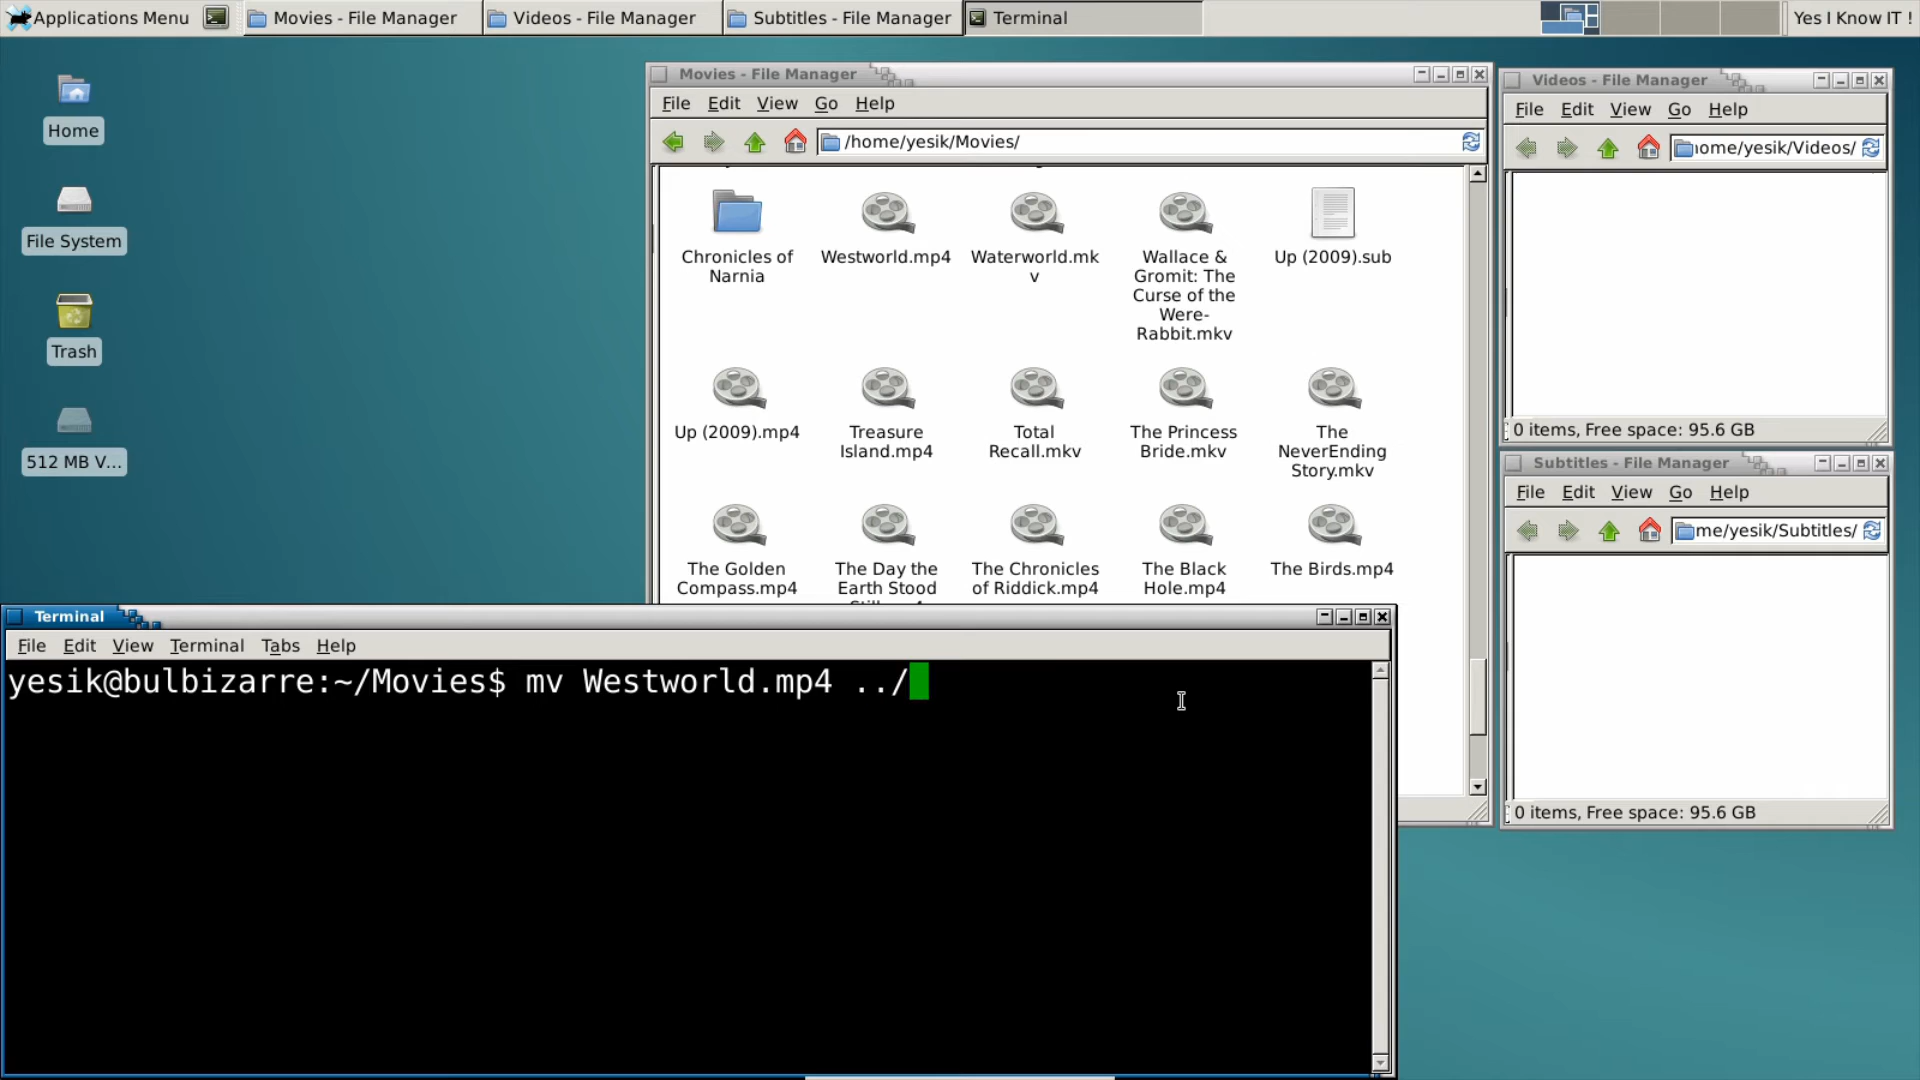 Applications Menu
Movies - File Manager
Videos - File Manager
Subtitles - File Manager
Terminal
Yes I Know IT !
Home
File System
Trash
512 MB V...
Movies - File Manager
File Edit View Go Help
/home/yesik/Movies/
Chronicles of
Narnia
Westworld.mp4
Waterworld.mk
v
Wallace &
Gromit: The
Curse of the
Were-
Rabbit.mkv
Up (2009).sub
Up (2009).mp4
Treasure
Island.mp4
Total
Recall.mkv
The Princess
Bride.mkv
The
NeverEnding
Story.mkv
The Golden
Compass.mp4
The Day the
Earth Stood
The Chronicles
of Riddick.mp4
The Black
Hole.mp4
The Birds.mp4
Videos - File Manager
File Edit View Go Help
ome/yesik/Videos/
0 items, Free space: 95.6 GB
Subtitles - File Manager
File Edit View Go Help
me/yesik/Subtitles/
0 items, Free space: 95.6 GB
Terminal
File Edit View Terminal Tabs Help
yesik@bulbizarre:~/Movies$ mv Westworld.mp4 ../